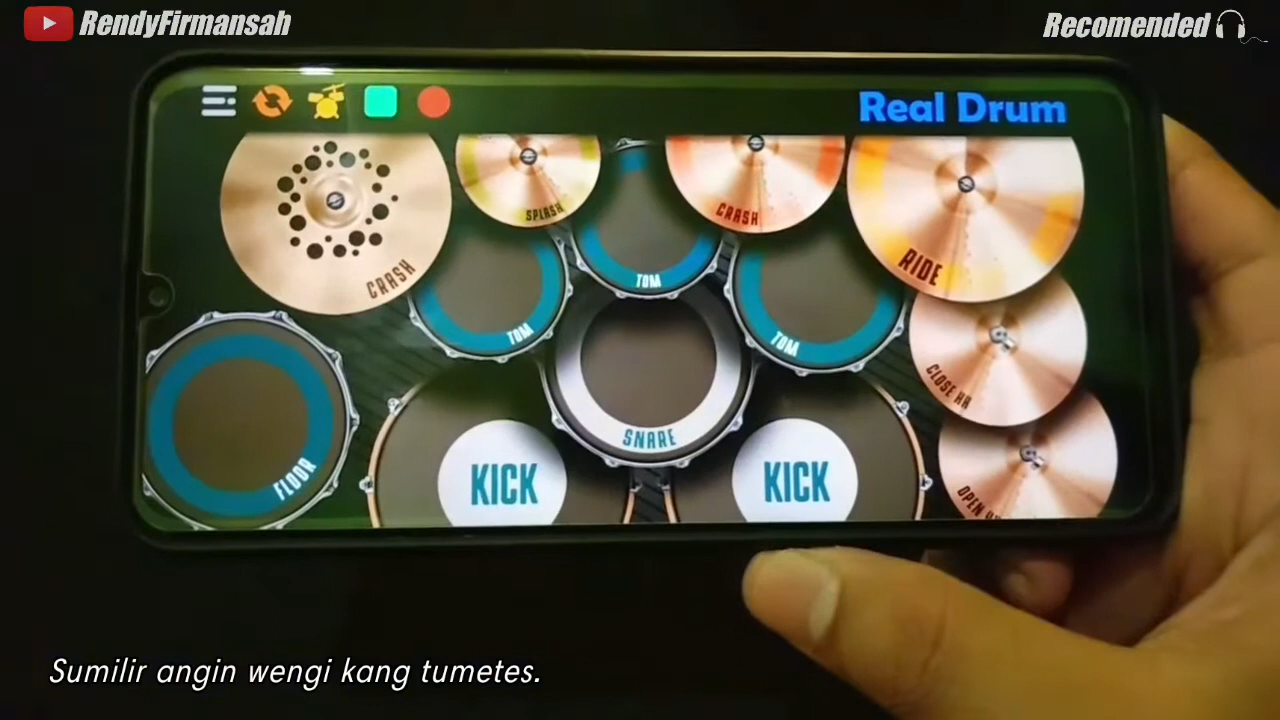 RendyFirmansah
Recomended
Real Drum
SPLASH
CRASH
CRASH
RIDE
TOM
TOM
TOM
CLOSE HH
SNARE
FLOOR
KICK
KICK
OPEN
Sumilir angin wengi kang tumetes.